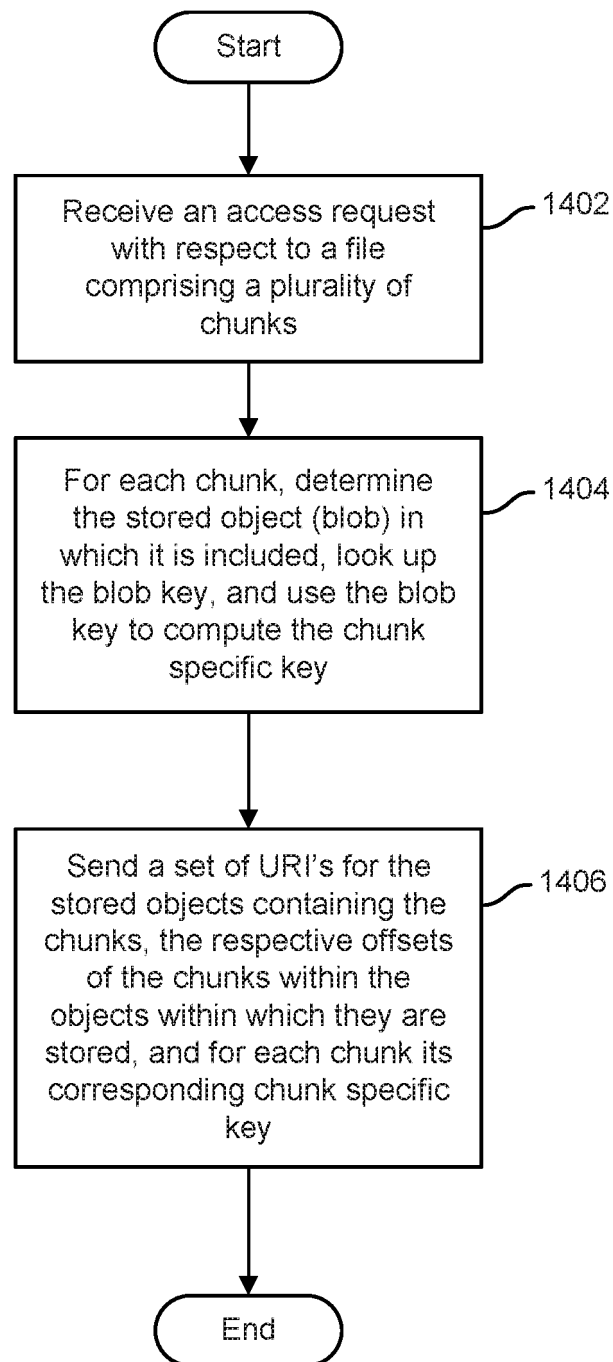 Start
Receive an access request
1402
with respect to a file
comprising a plurality of
chunks
For each chunk, determine
1404
the stored object (blob) in
which it is included, look up
the blob key, and use the blob
key to compute the chunk
specific key
Send a set of URI's for the
1406
stored objects containing the
chunks, the respective offsets
of the chunks within the
objects within which they are
stored, and for each chunk its
corresponding chunk specific
key
End